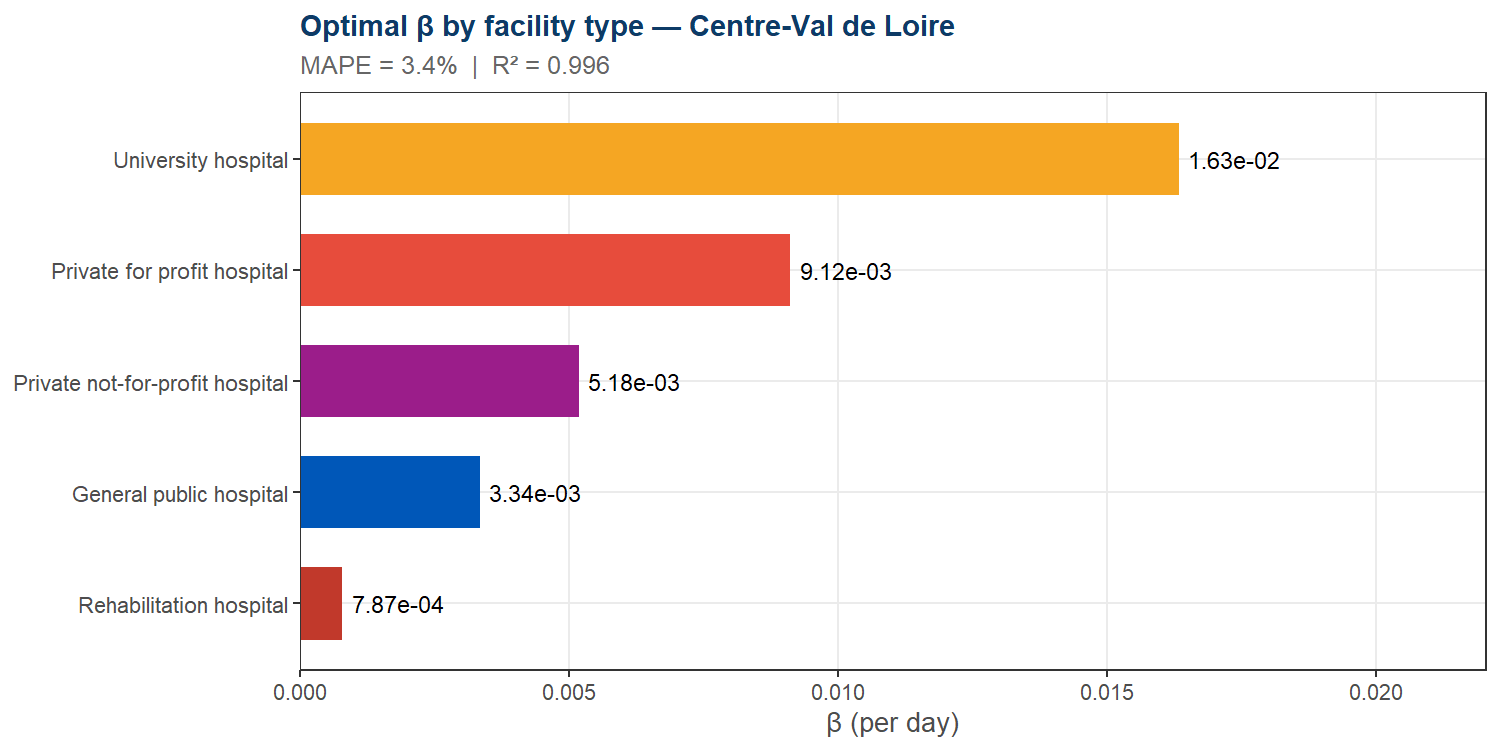 Optimal β by facility type — Centre-Val de Loire
MAPE = 3.4% | R² = 0.996
University hospital
1.63e-02
Private for profit hospital
9.12e-03
Private not-for-profit hospital
5.18e-03
General public hospital
3.34e-03
Rehabilitation hospital
7.87e-04
0.000 0.005 0.010 0.015 0.020
β (per day)